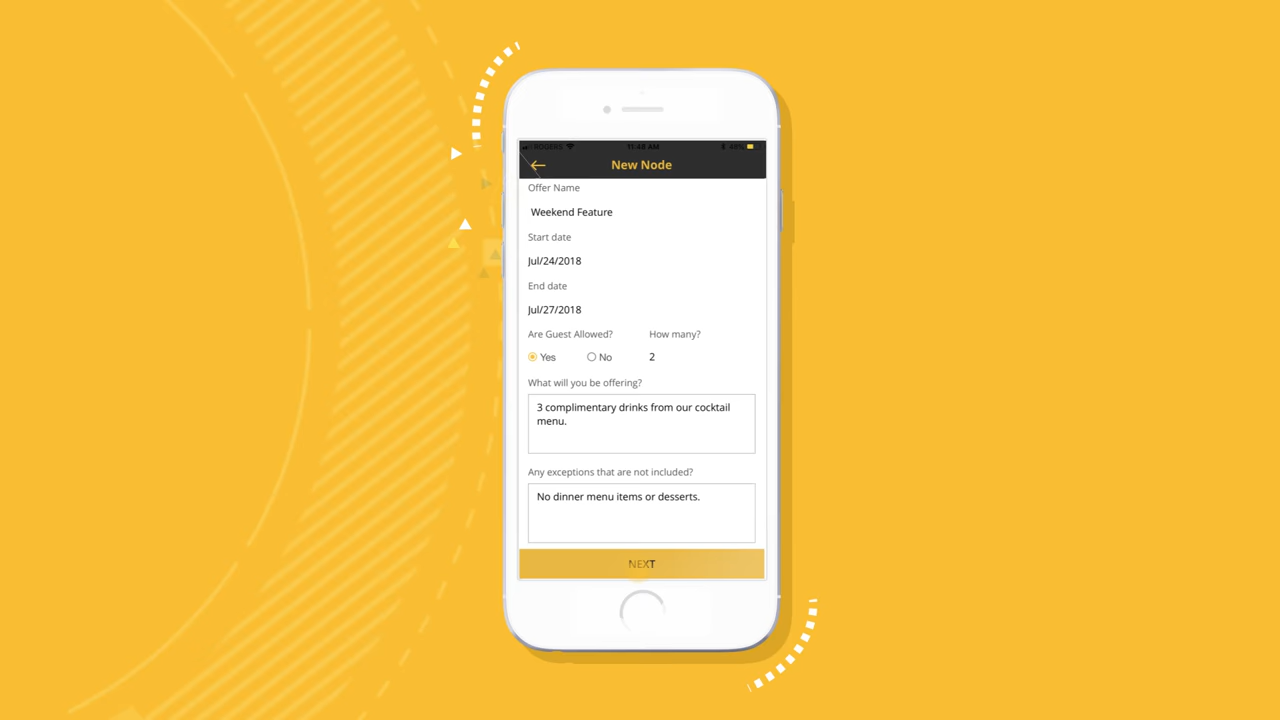 ROGERS 11:48 AM 48%
New Node
Offer Name
Weekend Feature
Start date
Jul/24/2018
End date
Jul/27/2018
Are Guest Allowed? How many?
Yes No 2
What will you be offering?
3 complimentary drinks from our cocktail
menu.
Any exceptions that are not included?
No dinner menu items or desserts.
NEXT